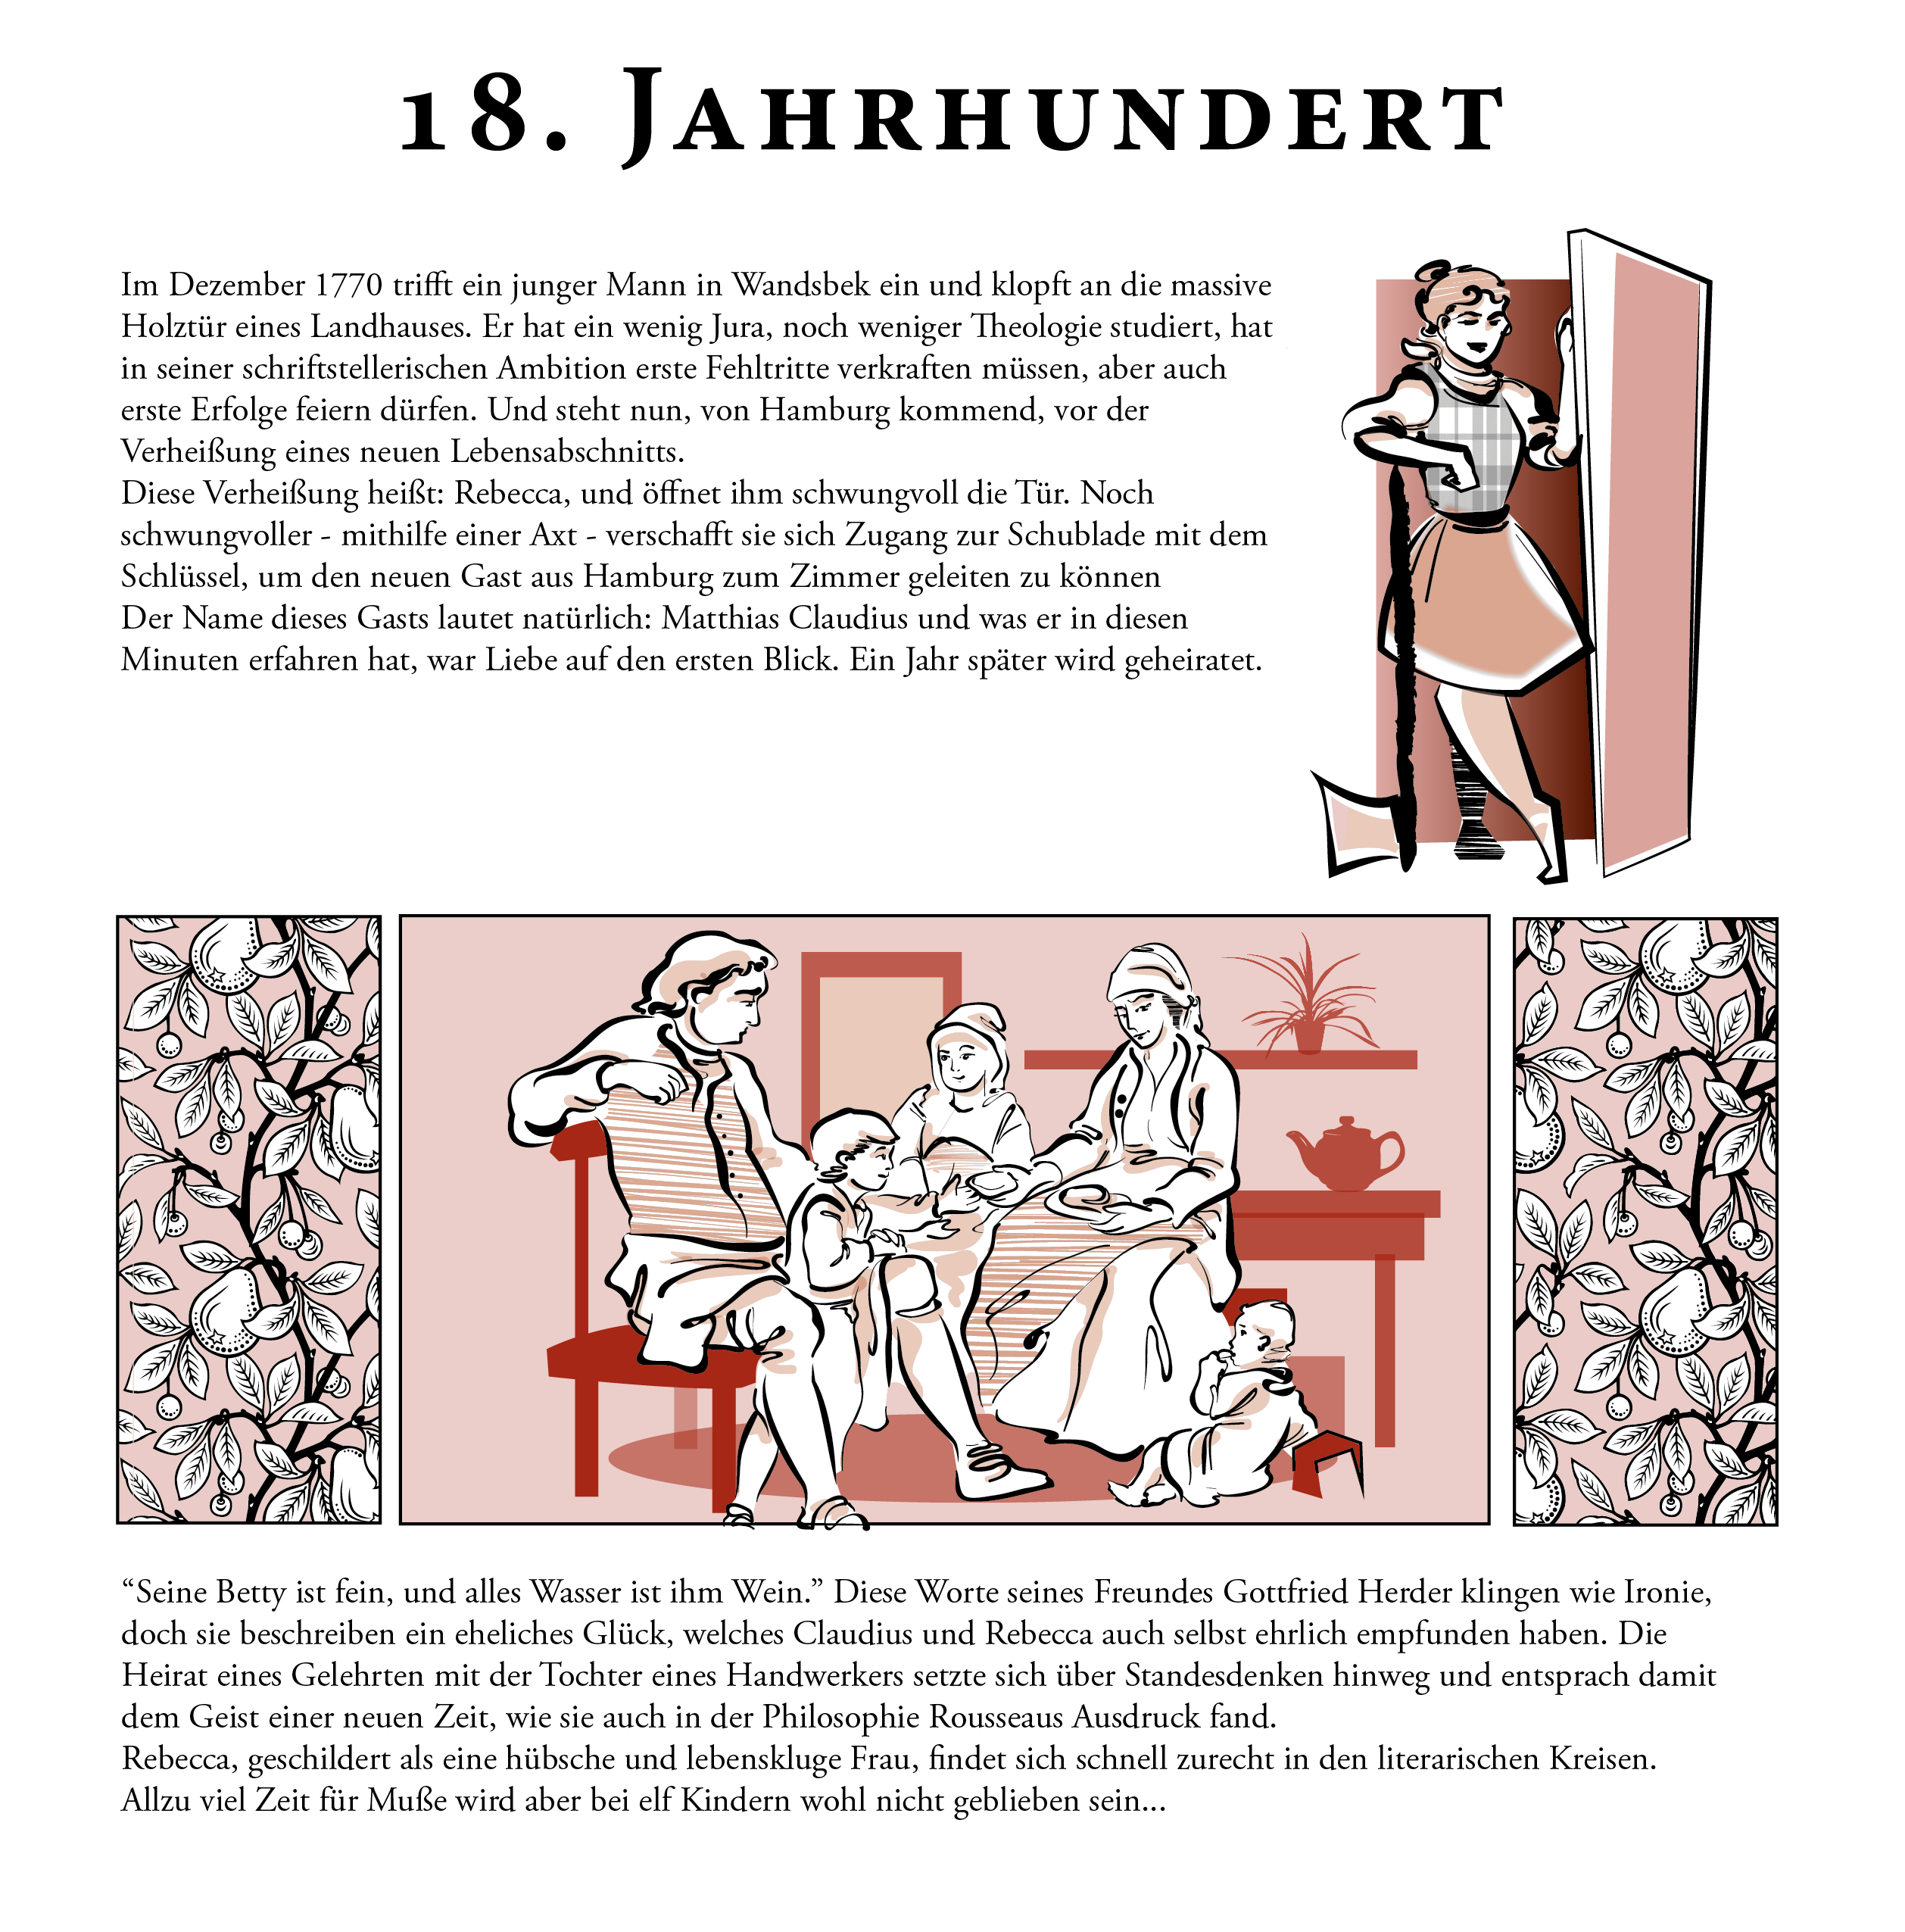 18. Jahrhundert
Im Dezember 1770 trifft ein junger Mann in Wandsbek ein und klopft an die massive
Holztür eines Landhauses. Er hat ein wenig Jura, noch weniger Theologie studiert, hat
in seiner schriftstellerischen Ambition erste Fehltritte verkraften müssen, aber auch
erste Erfolge feiern dürfen. Und steht nun, von Hamburg kommend, vor der
Verheißung eines neuen Lebensabschnitts.
Diese Verheißung heißt: Rebecca, und öffnet ihm schwungvoll die Tür. Noch
schwungvoller - mithilfe einer Axt - verschafft sie sich Zugang zur Schublade mit dem
Schlüssel, um den neuen Gast aus Hamburg zum Zimmer geleiten zu können
Der Name dieses Gasts lautet natürlich: Matthias Claudius und was er in diesen
Minuten erfahren hat, war Liebe auf den ersten Blick. Ein Jahr später wird geheiratet.
“Seine Betty ist fein, und alles Wasser ist ihm Wein.” Diese Worte seines Freundes Gottfried Herder klingen wie Ironie,
doch sie beschreiben ein eheliches Glück, welches Claudius und Rebecca auch selbst ehrlich empfunden haben. Die
Heirat eines Gelehrten mit der Tochter eines Handwerkers setzte sich über Standesdenken hinweg und entsprach damit
dem Geist einer neuen Zeit, wie sie auch in der Philosophie Rousseaus Ausdruck fand.
Rebecca, geschildert als eine hübsche und lebenskluge Frau, findet sich schnell zurecht in den literarischen Kreisen.
Allzu viel Zeit für Muße wird aber bei elf Kindern wohl nicht geblieben sein...